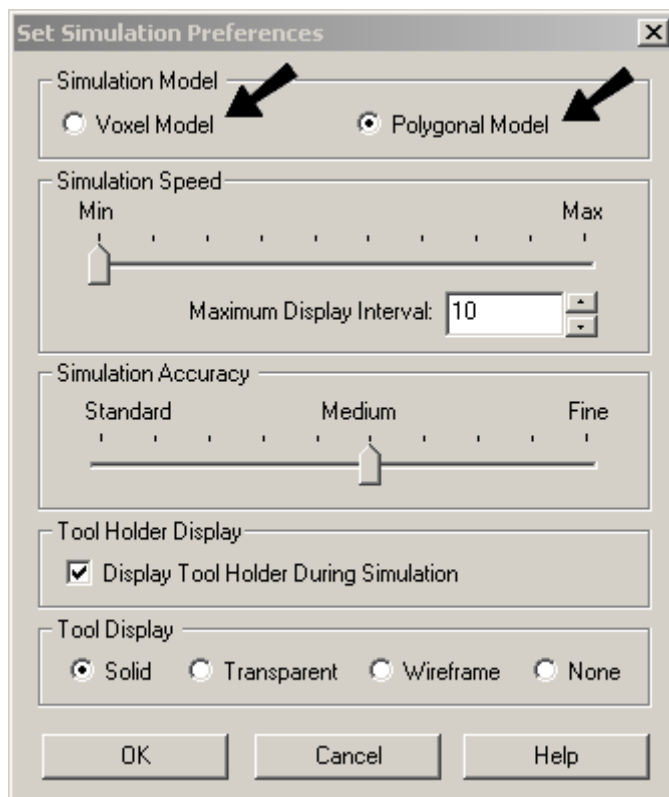 Set Simulation Preferences
Simulation Model
Voxel Model Polygonal Model
Simulation Speed
Min Max
Maximum Display Interval: 10
Simulation Accuracy
Standard Medium Fine
Tool Holder Display
Display Tool Holder During Simulation
Tool Display
Solid Transparent Wireframe None
OK Cancel Help